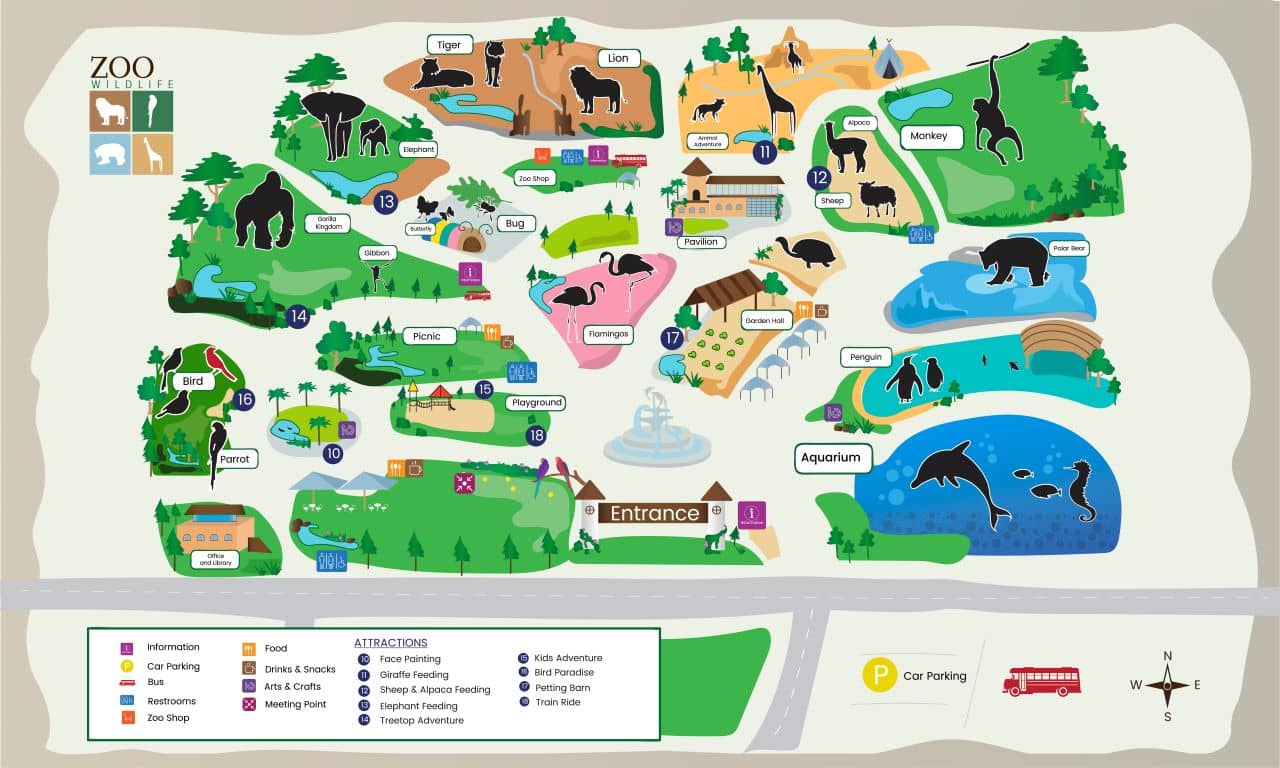 ZOO
WILDLIFE
Tiger
Lion
Elephant
13
Zoo Shop
Animal
Adventure
11
Alpaca
12
Sheep
Monkey
Gorilla
Kingdom
Gibbon
14
Butterfly
Bug
Pavilion
Polar Bear
Flamingos
17
Garden Hall
Picnic
Penguin
Bird
16
Parrot
10
15
Playground
18
Aquarium
Entrance
Office
and Library
Information
Car Parking
Bus
Restrooms
Zoo Shop
Food
Drinks & Snacks
Arts & Crafts
Meeting Point
ATTRACTIONS
10 Face Painting
11 Giraffe Feeding
12 Sheep & Alpaca Feeding
13 Elephant Feeding
14 Treetop Adventure
15 Kids Adventure
16 Bird Paradise
17 Petting Barn
18 Train Ride
P Car Parking
N
W E
S